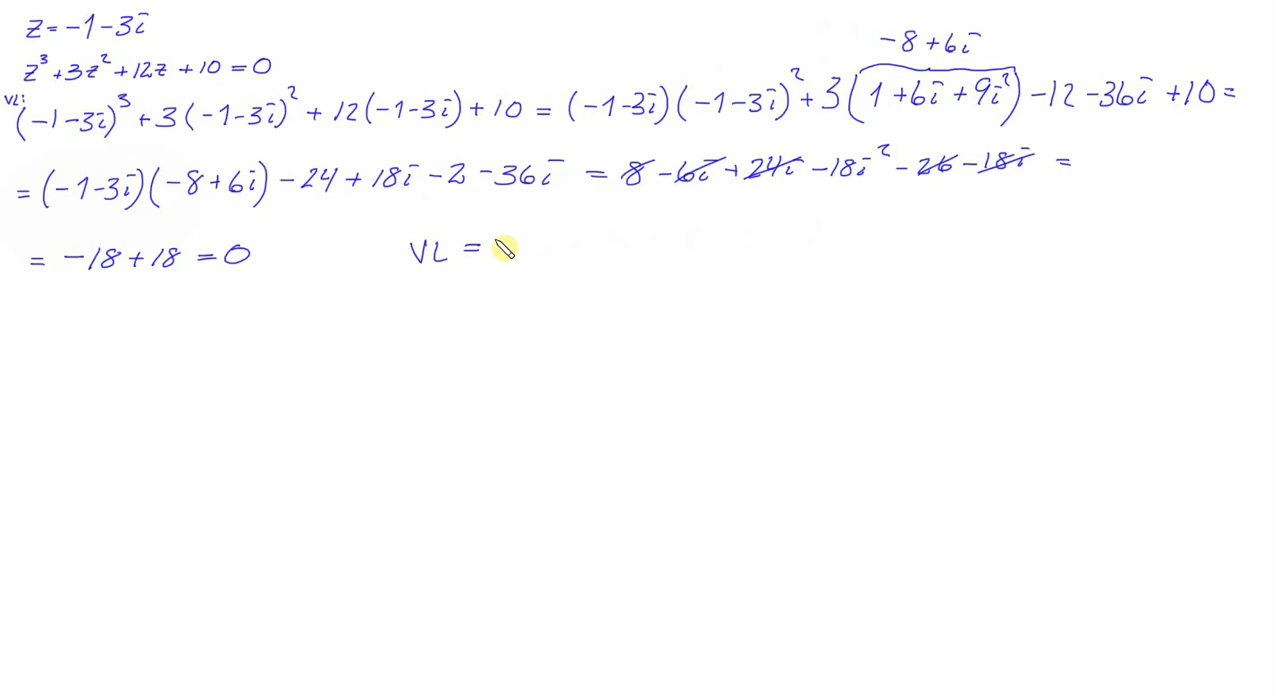 z = -1 - 3i
z³ + 3z² + 12z + 10 = 0
-8 + 6i
VL: (-1 - 3i)³ + 3(-1 - 3i)² + 12(-1 - 3i) + 10 = (-1 - 3i)(-1 - 3i)² + 3(1 + 6i + 9i²) - 12 - 36i + 10 =
= (-1 - 3i)(-8 + 6i) - 24 + 18i - 2 - 36i = 8 - 6i + 24i - 18i² - 26 - 18i =
= -18 + 18 = 0 VL =